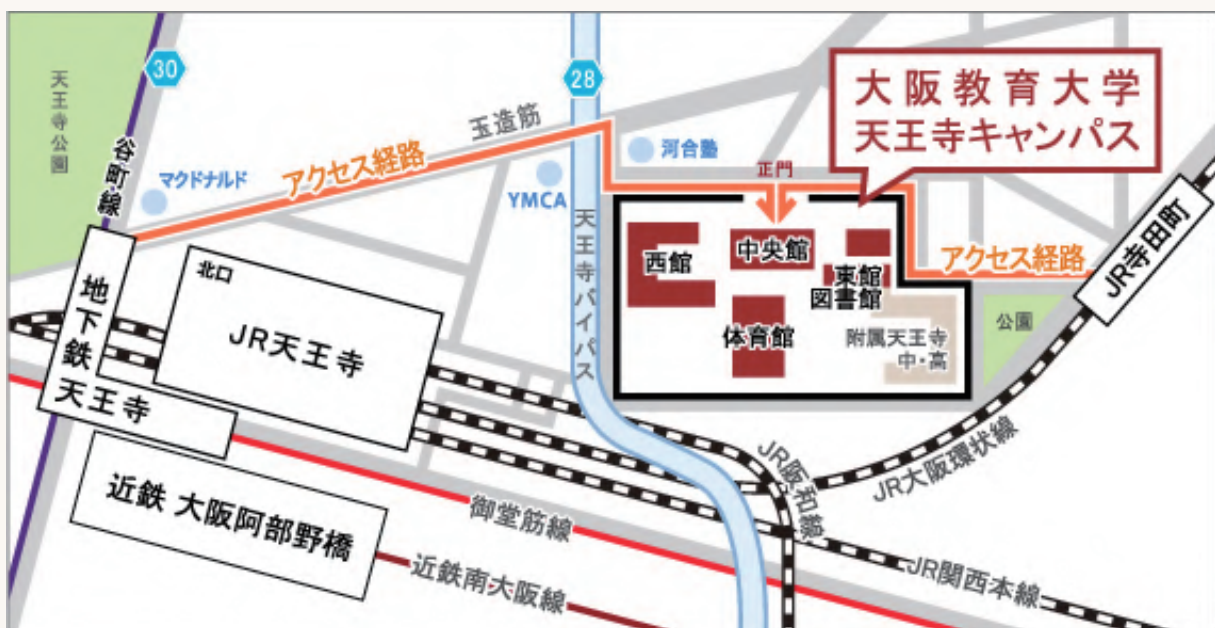 30
28
大阪教育大学
天王寺キャンパス
天王寺公園
谷町線
玉造筋
河合塾
アクセス経路
マクドナルド
YMCA
正門
天王寺バイパス
西館
中央館
東館
図書館
体育館
附属天王寺
中・高
アクセス経路
公園
JR寺田町
北口
JR天王寺
地下鉄
天王寺
近鉄 大阪阿部野橋
御堂筋線
近鉄南大阪線
JR阪和線
JR大阪環状線
JR関西本線